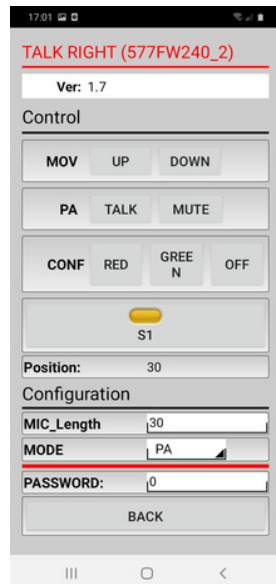 17:01
TALK RIGHT (577FW240_2)
Ver: 1.7
Control
MOV UP DOWN
PA TALK MUTE
CONF RED GREE
N OFF
S1
Position: 30
Configuration
MIC_Length 30
MODE PA
PASSWORD: 0
BACK